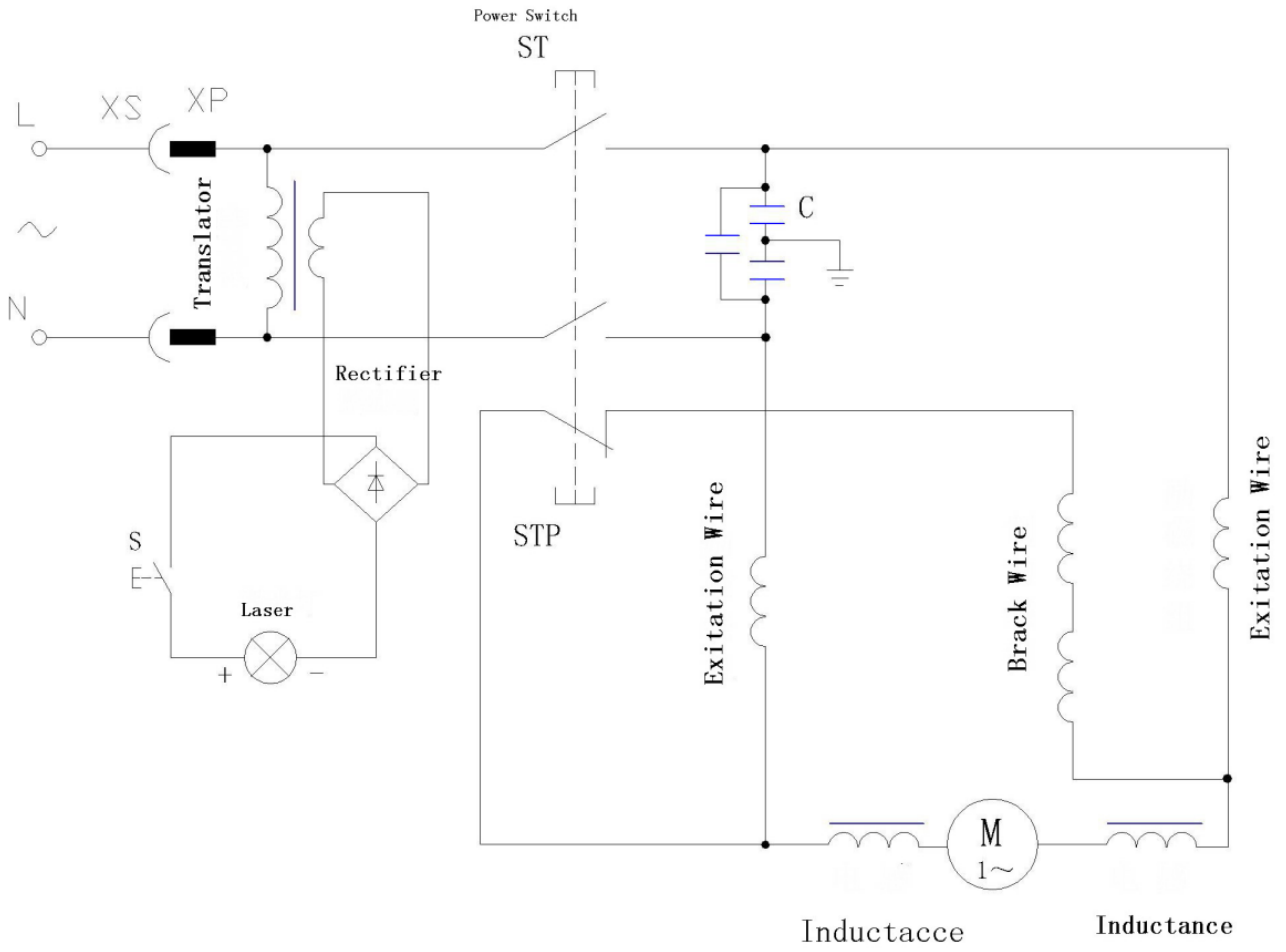 Power Switch
ST
L
XS
XP
Translator
C
N
Rectifier
STP
S
Laser
+
-
Exitation Wire
Brack Wire
Exitation Wire
M
1~
Inductacce
Inductance